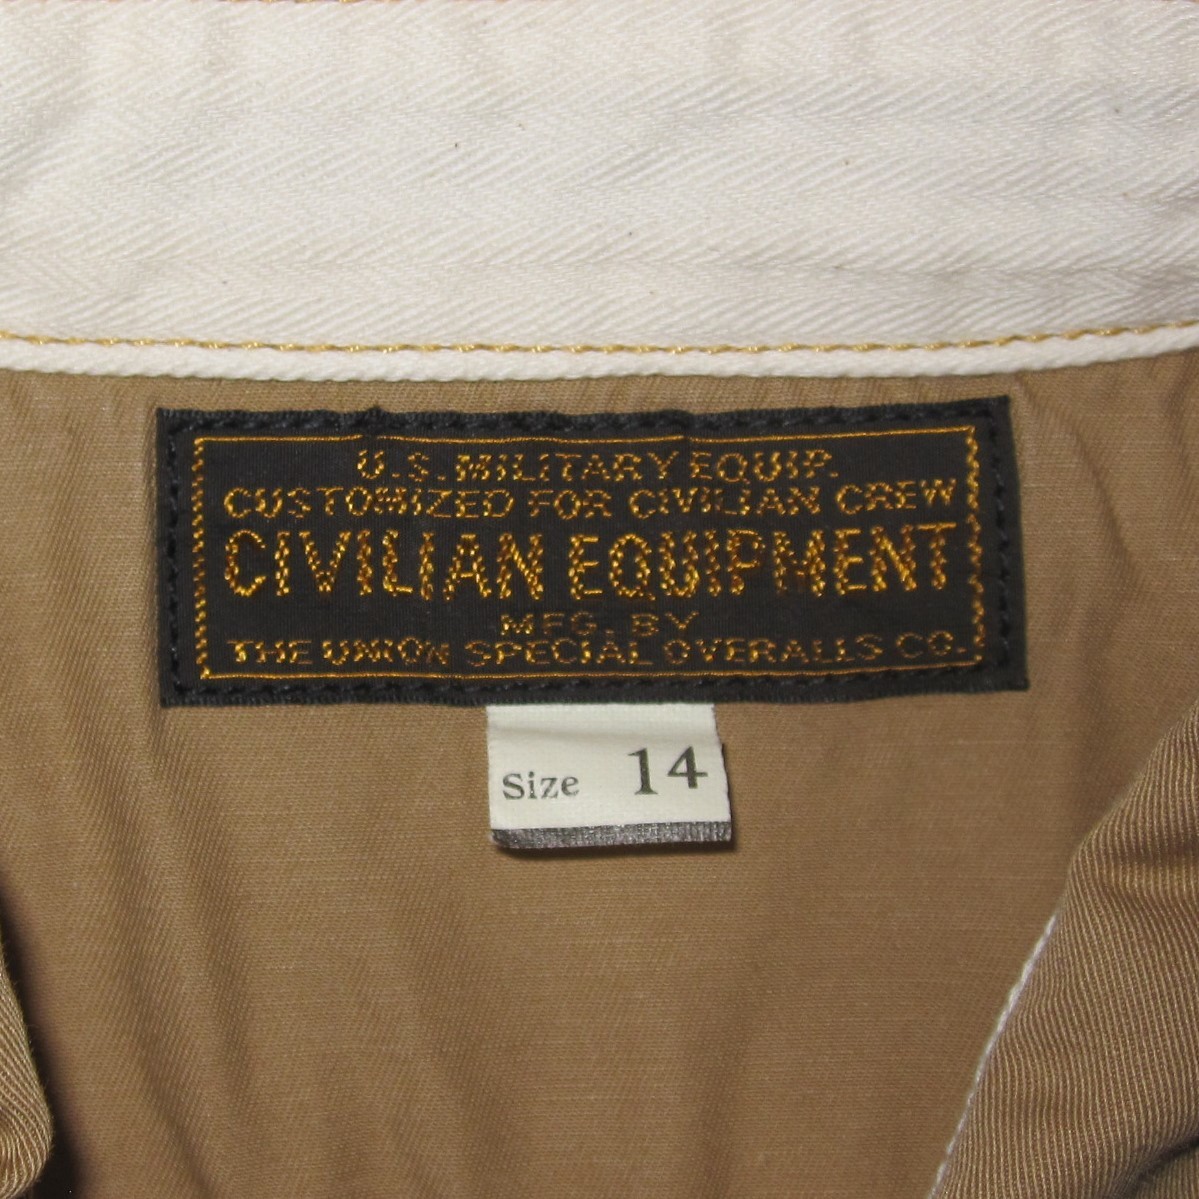 U.S. MILITARY EQUIP.
CUSTOMIZED FOR CIVILIAN CREW
CIVILIAN EQUIPMENT
MFG. BY
THE UNION SPECIAL OVERALLS CO.
Size 14